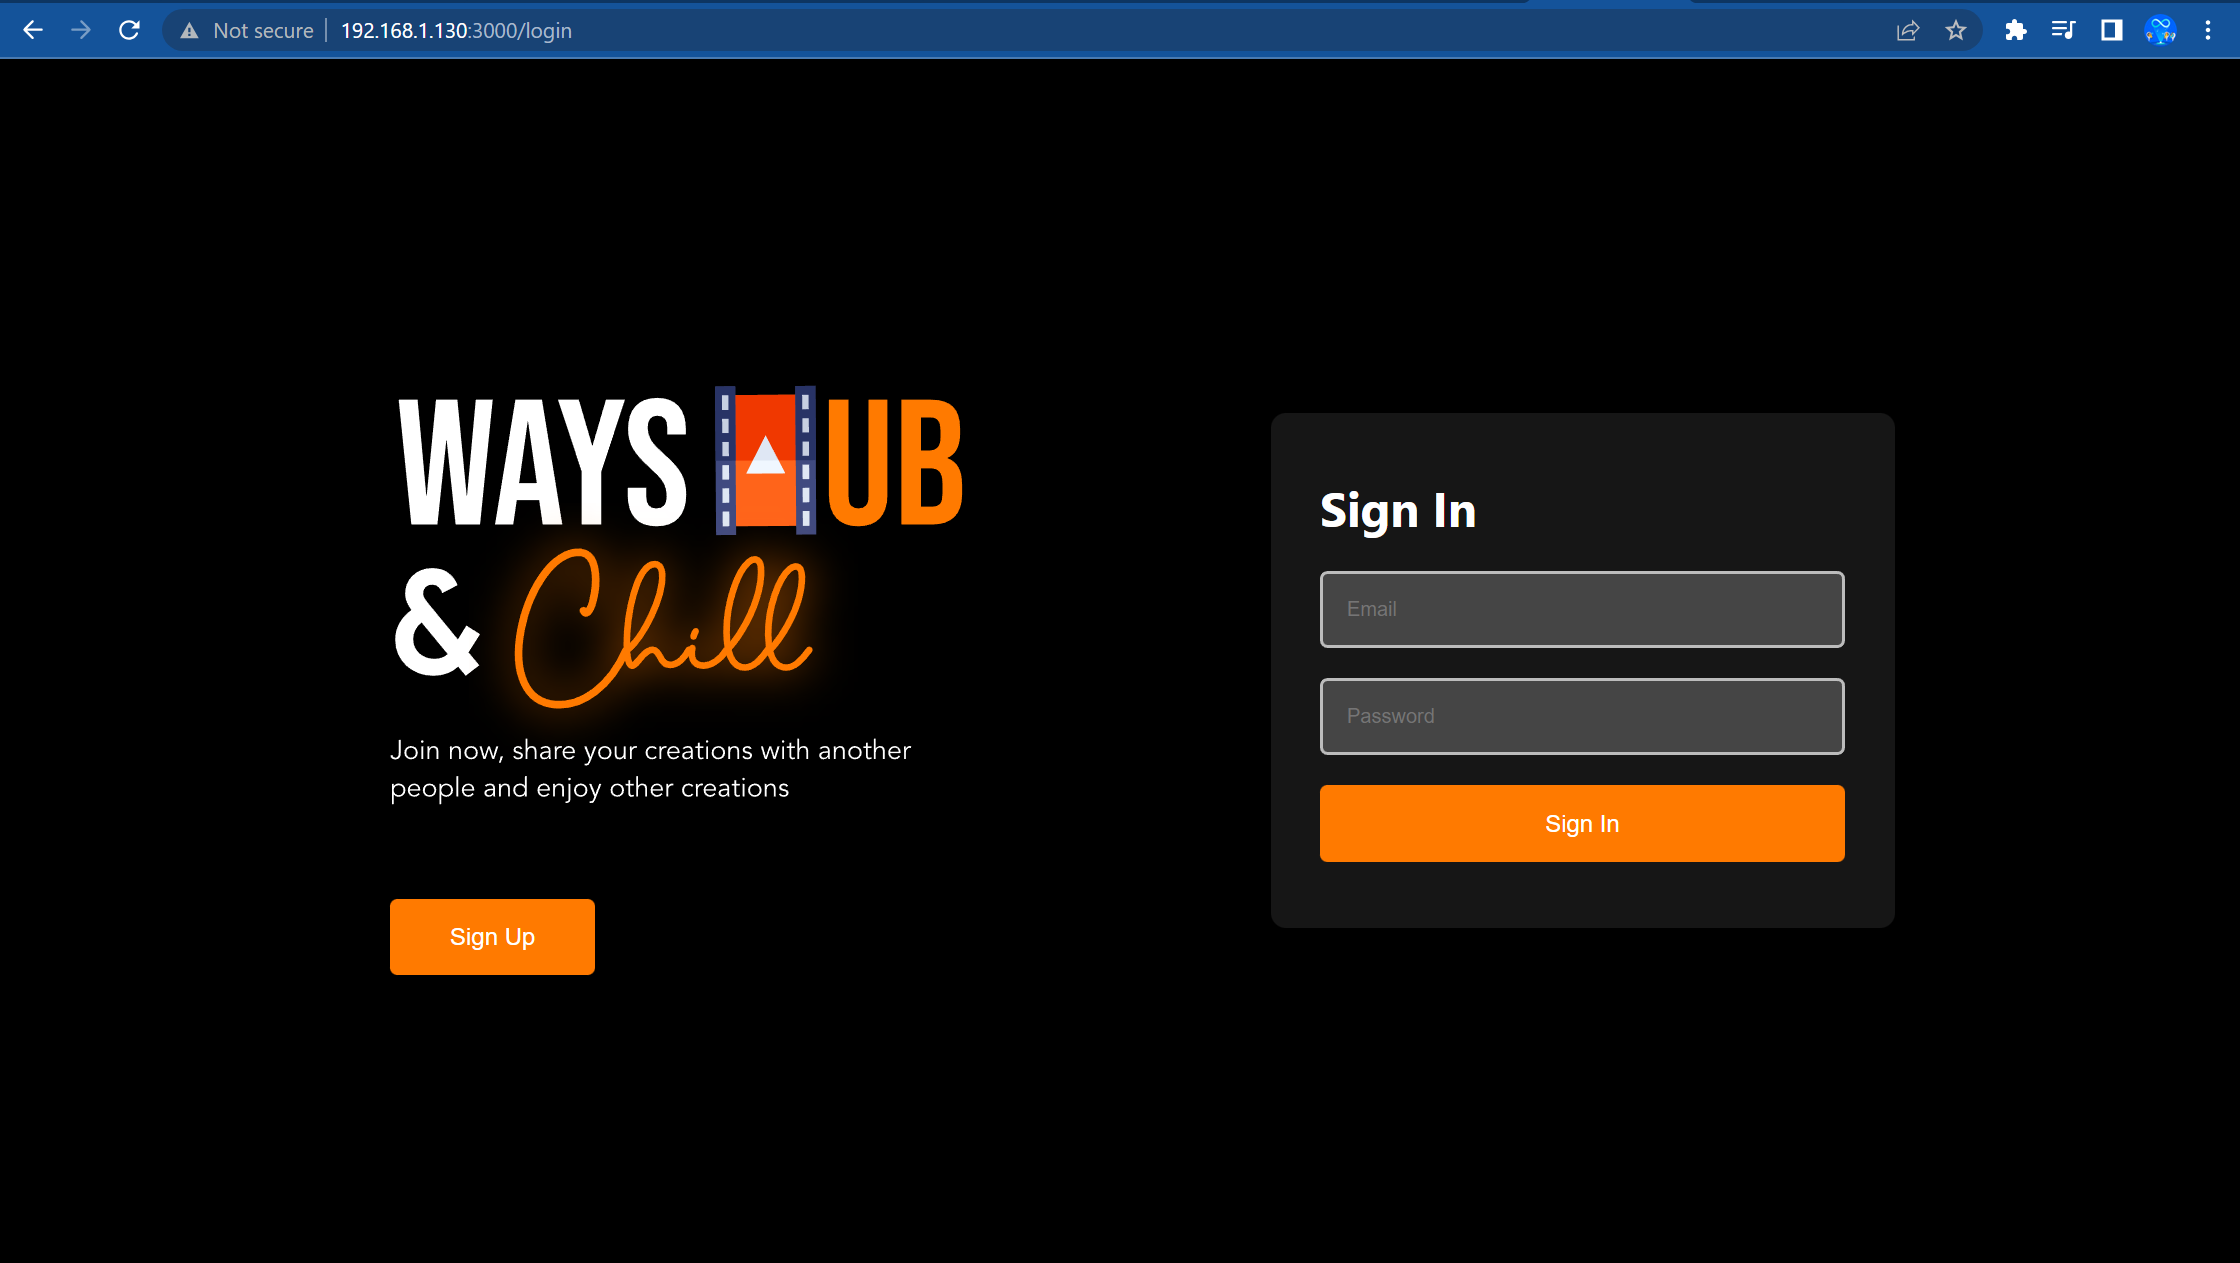 Not secure | 192.168.1.130:3000/login
WAYS HUB
& Chill
Join now, share your creations with another
people and enjoy other creations
Sign Up
Sign In
Email
Password
Sign In